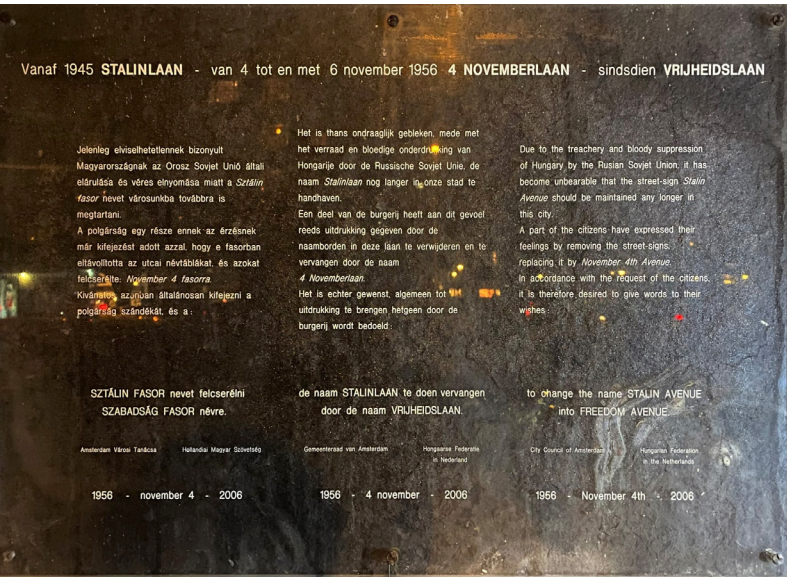 Vanaf 1945 STALINLAAN - van 4 tot en met 6 november 1956 4 NOVEMBERLAAN - sindsdien VRIJHEIDSLAAN
Jelenleg elviselhetetlennek bizonyult
Magyarországnak az Orosz Sovjet Unió általi
elárulása és véres elnyomása miatt a Sztálin
fasor nevet városunkba továbbra is
megtartani.
A polgárság egy része ennek az érzésnek
már kifejezést adott azzal, hogy e fasorban
eltávolította az utcai névtáblákat, és azokat
felcserélte: November 4 fasorra.
Kívánatos azonban általánosan kifejezni a
polgárság szándékát, és a :
SZTÁLIN FASOR nevet felcserélni
SZABADSÁG FASOR névre.
Amsterdam Városi Tanácsa Hollandiai Magyar Szövetség
1956 - november 4 - 2006
Het is thans ondraaglijk gebleken, mede met
het verraad en bloedige onderdrukking van
Hongarije door de Russische Sovjet Unie, de
naam Stalinlaan nog langer in onze stad te
handhaven.
Een deel van de burgerij heeft aan dit gevoel
reeds uitdrukking gegeven door de
naamborden in deze laan te verwijderen en te
vervangen door de naam
4 Novemberlaan.
Het is echter gewenst, algemeen tot
uitdrukking te brengen hetgeen door de
burgerij wordt bedoeld :
de naam STALINLAAN te doen vervangen
door de naam VRIJHEIDSLAAN.
Gemeenteraad van Amsterdam Hongaarse Federatie
in Nederland
1956 - 4 november - 2006
Due to the treachery and bloody suppression
of Hungary by the Rusian Sovjet Union, it has
become unbearable that the street-sign Stalin
Avenue should be maintained any longer in
this city.
A part of the citizens have expressed their
feelings by removing the street-signs,
replacing it by November 4th Avenue.
In accordance with the request of the citizens,
it is therefore desired to give words to their
wishes :
to change the name STALIN AVENUE
into FREEDOM AVENUE.
City Council of Amsterdam Hungarian Federation
in the Netherlands
1956 - November 4th - 2006